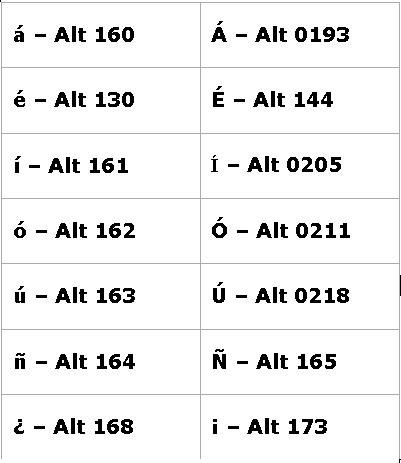 á – Alt 160 Á – Alt 0193
é – Alt 130 É – Alt 144
í – Alt 161 Í – Alt 0205
ó – Alt 162 Ó – Alt 0211
ú – Alt 163 Ú – Alt 0218
ñ – Alt 164 Ñ – Alt 165
¿ – Alt 168 ¡ – Alt 173